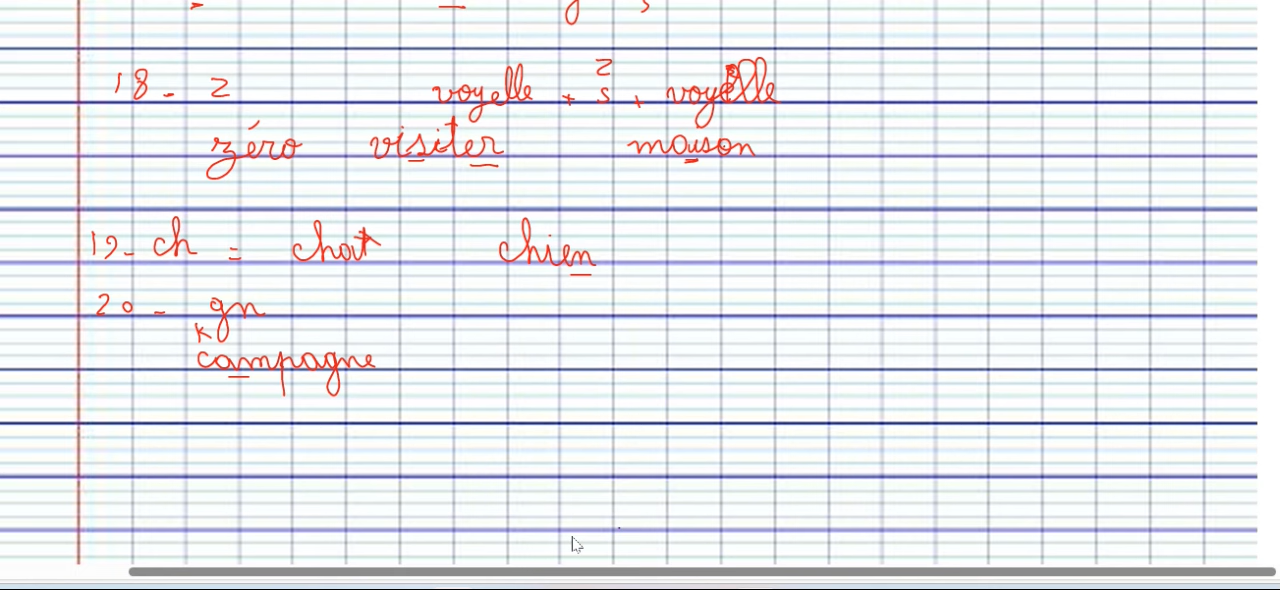 z
18 - z voyelle + s + voyelle
zéro visiter maison
19 - ch = chat chien
20 - gn
k
campagne